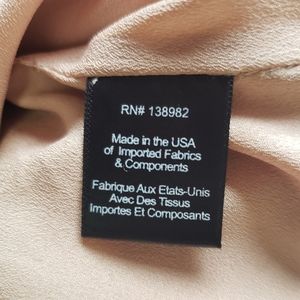 RN# 138982
Made in the USA
of Imported Fabrics
& Components
Fabrique Aux Etats-Unis
Avec Des Tissus
Importes Et Composants